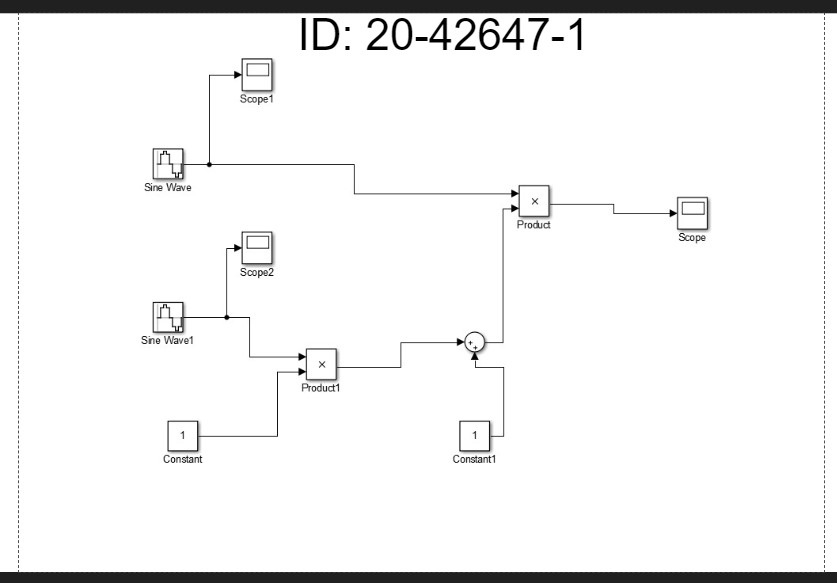 ID: 20-42647-1
Scope1
Sine Wave
×
Product
Scope
Scope2
Sine Wave1
+
+
×
Product1
1
Constant
1
Constant1